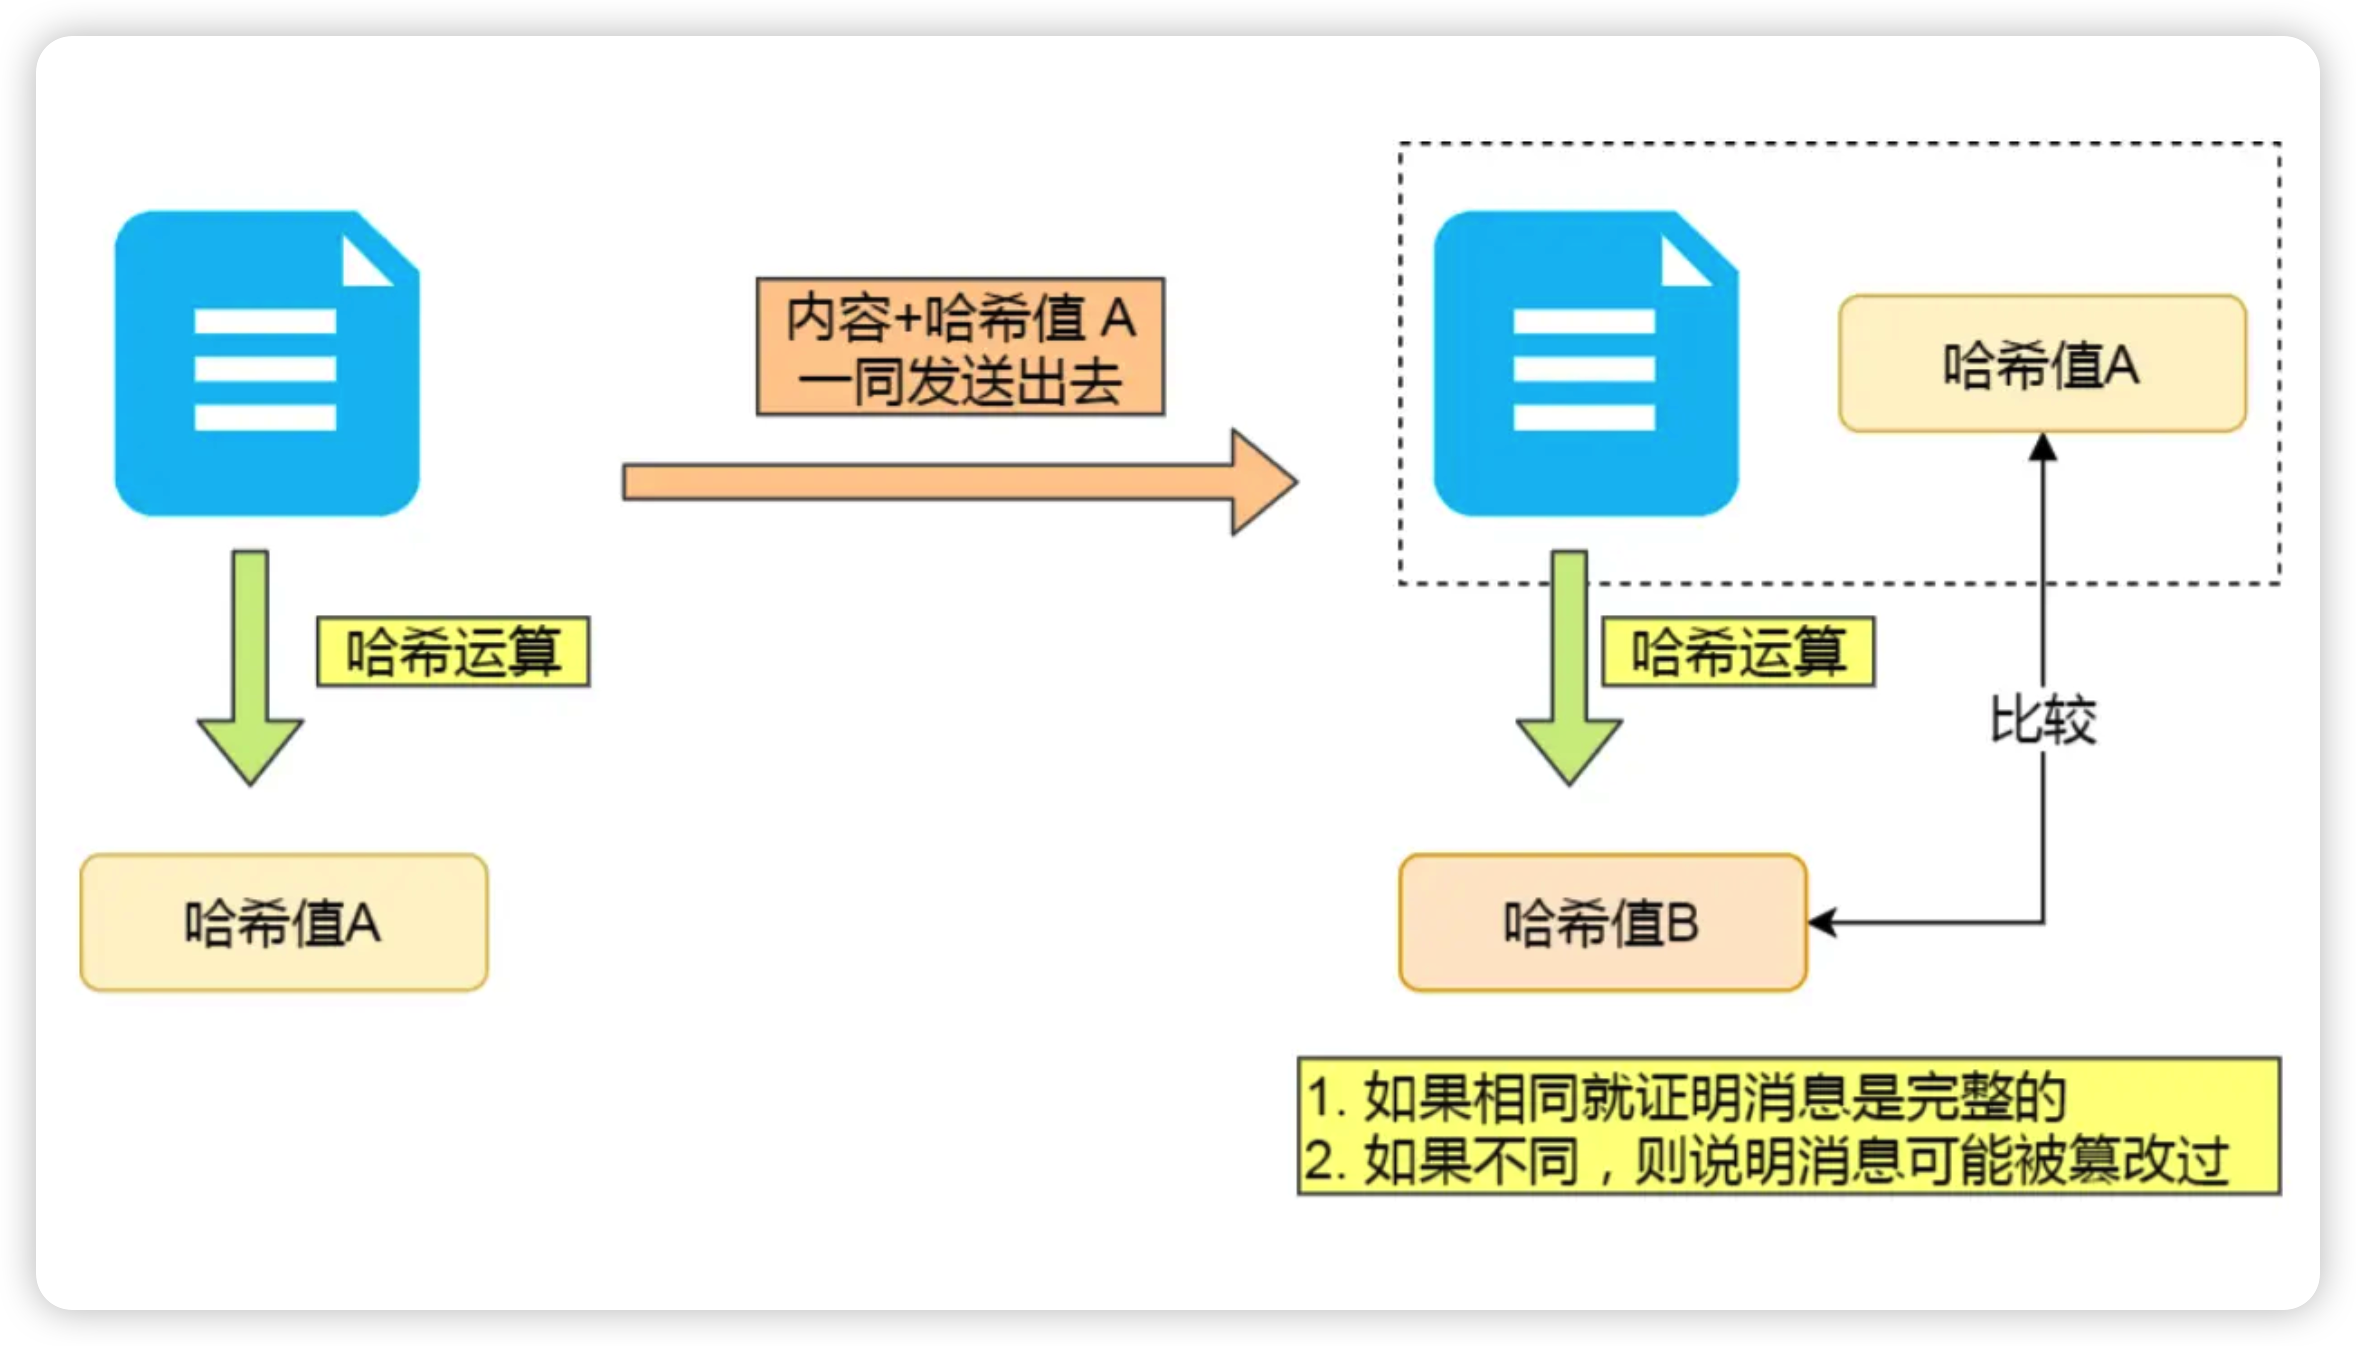 内容+哈希值 A
一同发送出去
哈希值A
哈希运算
哈希运算
比较
哈希值A
哈希值B
1. 如果相同就证明消息是完整的
2. 如果不同，则说明消息可能被篡改过